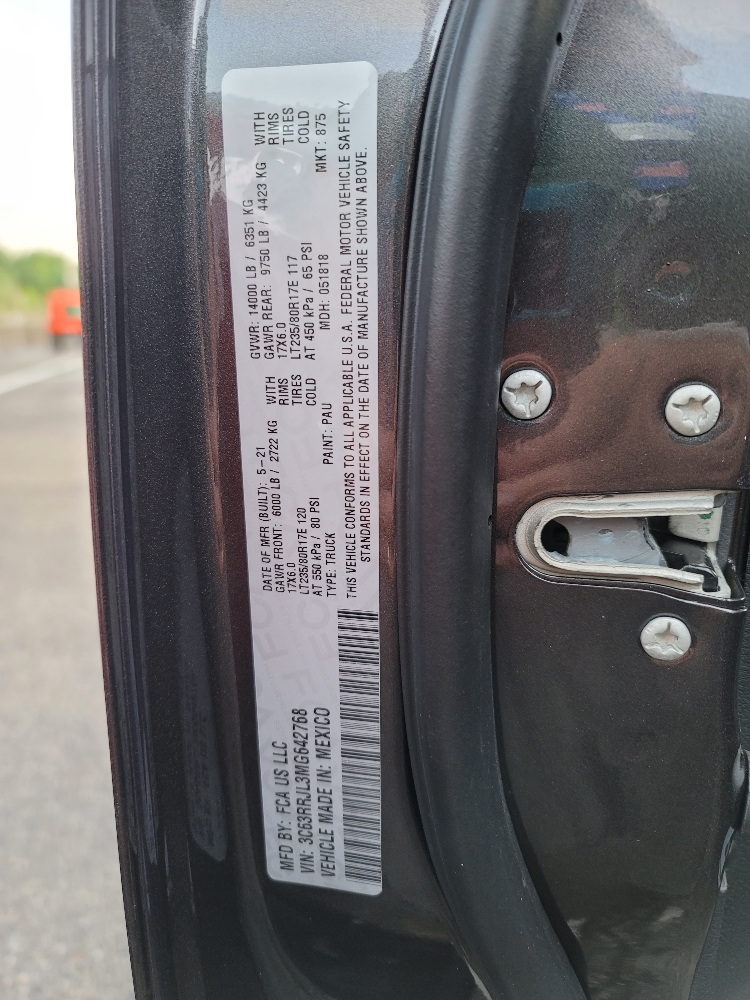 MFD BY: FCA US LLC
VIN: 3C63RRJL3MG642768
VEHICLE MADE IN: MEXICO
DATE OF MFR (BUILT): 5-21 GVWR: 14000 LB / 6351 KG
GAWR FRONT: 6000 LB / 2722 KG WITH GAWR REAR: 9750 LB / 4423 KG WITH
17X6.0 RIMS 17X6.0 RIMS
LT235/80R17E 120 TIRES LT235/80R17E 117 TIRES
AT 550 kPa / 80 PSI COLD AT 450 kPa / 65 PSI COLD
TYPE: TRUCK PAINT: PAU MDH: 051818 MKT: 875
THIS VEHICLE CONFORMS TO ALL APPLICABLE U.S.A. FEDERAL MOTOR VEHICLE SAFETY
STANDARDS IN EFFECT ON THE DATE OF MANUFACTURE SHOWN ABOVE.